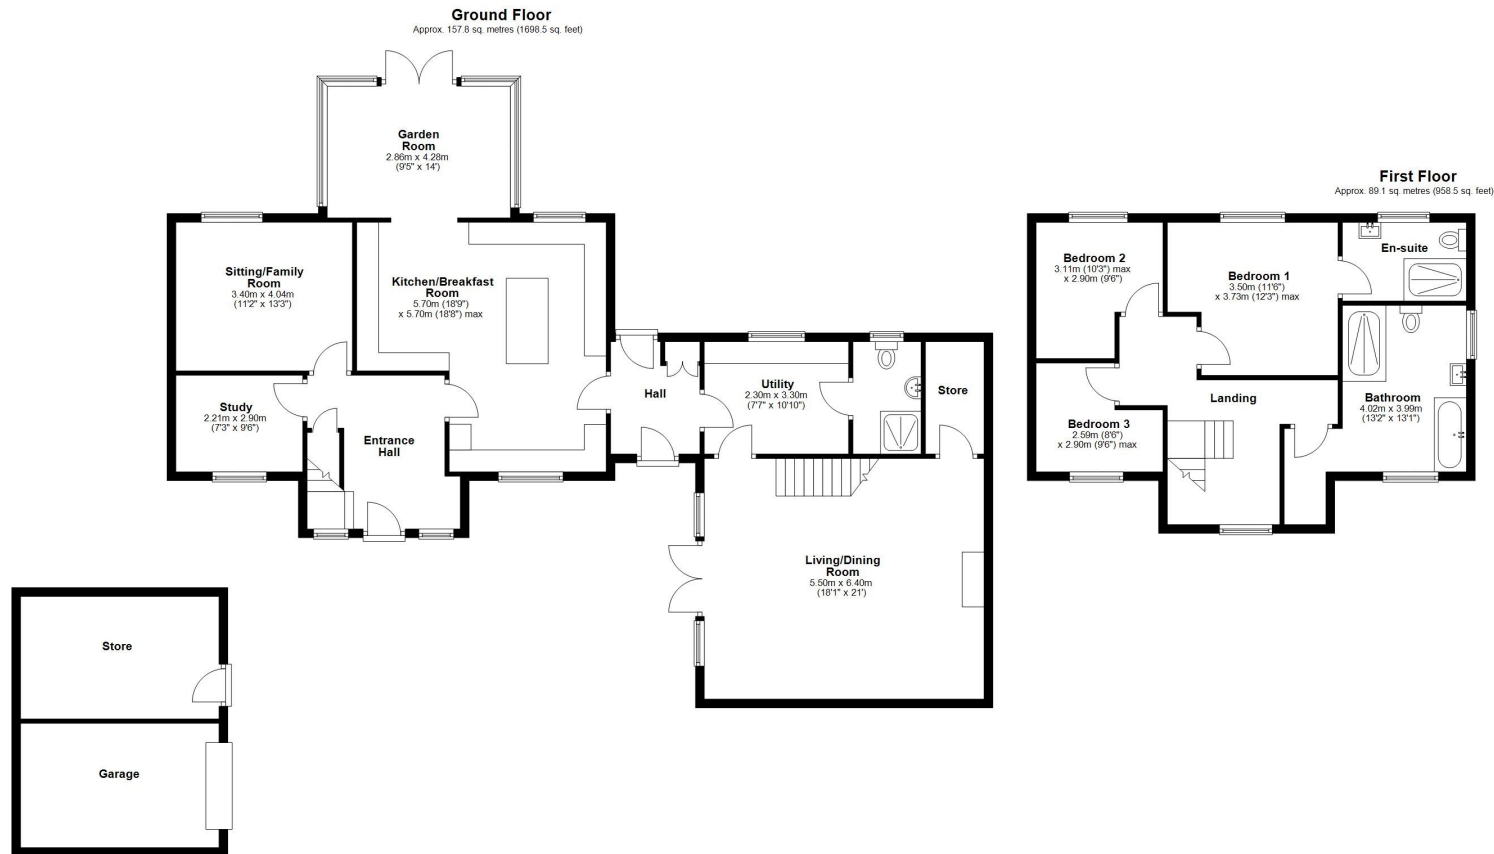 Ground Floor
Approx. 157.8 sq. metres (1698.5 sq. feet)
Garden
Room
2.86m x 4.28m
(9'5" x 14')
Sitting/Family
Room
3.40m x 4.04m
(11'2" x 13'3")
Kitchen/Breakfast
Room
5.70m (18'9")
x 5.70m (18'8") max
Study
2.21m x 2.90m
(7'3" x 9'6")
Entrance
Hall
Hall
Utility
2.30m x 3.30m
(7'7" x 10'10")
Store
Living/Dining
Room
5.50m x 6.40m
(18'1" x 21')
Store
Garage
First Floor
Approx. 89.1 sq. metres (958.5 sq. feet)
Bedroom 2
3.11m (10'3") max
x 2.90m (9'6")
Bedroom 1
3.50m (11'6")
x 3.73m (12'3") max
En-suite
Bedroom 3
2.59m (8'6")
x 2.90m (9'6") max
Landing
Bathroom
4.02m x 3.99m
(13'2" x 13'1")